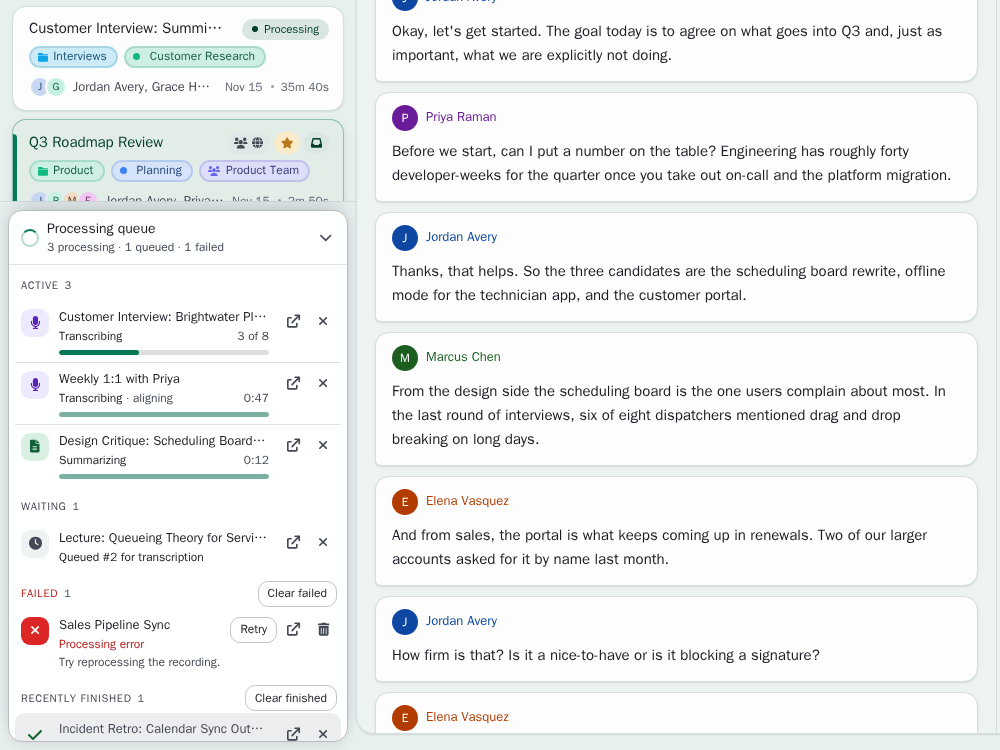 Customer Interview: Summi···
Processing
Interviews
Customer Research
J G Jordan Avery, Grace H··· Nov 15 • 35m 40s
Q3 Roadmap Review
Product
Planning
Product Team
Jordan Avery, Priya··· Nov 15 • 2m 50s
Processing queue
3 processing · 1 queued · 1 failed
ACTIVE 3
Customer Interview: Brightwater Pl···
Transcribing 3 of 8
Weekly 1:1 with Priya
Transcribing · aligning 0:47
Design Critique: Scheduling Board···
Summarizing 0:12
WAITING 1
Lecture: Queueing Theory for Servi···
Queued #2 for transcription
FAILED 1 Clear failed
Sales Pipeline Sync
Retry
Processing error
Try reprocessing the recording.
RECENTLY FINISHED 1 Clear finished
Incident Retro: Calendar Sync Out···
Jordan Avery
Okay, let's get started. The goal today is to agree on what goes into Q3 and, just as
important, what we are explicitly not doing.
P Priya Raman
Before we start, can I put a number on the table? Engineering has roughly forty
developer-weeks for the quarter once you take out on-call and the platform migration.
J Jordan Avery
Thanks, that helps. So the three candidates are the scheduling board rewrite, offline
mode for the technician app, and the customer portal.
M Marcus Chen
From the design side the scheduling board is the one users complain about most. In
the last round of interviews, six of eight dispatchers mentioned drag and drop
breaking on long days.
E Elena Vasquez
And from sales, the portal is what keeps coming up in renewals. Two of our larger
accounts asked for it by name last month.
J Jordan Avery
How firm is that? Is it a nice-to-have or is it blocking a signature?
E Elena Vasquez